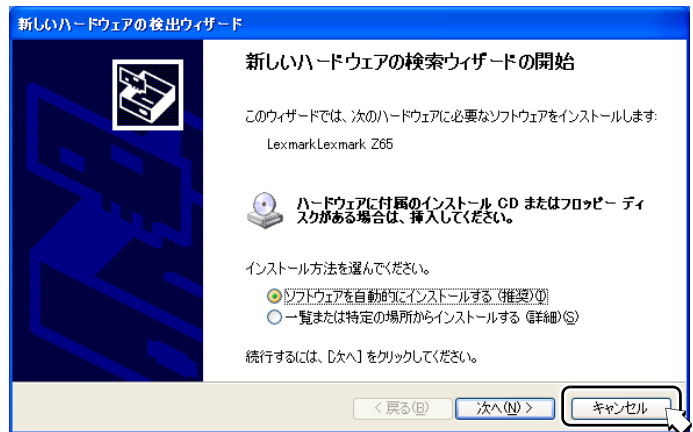 新しいハードウェアの検出ウィザード
新しいハードウェアの検索ウィザードの開始
このウィザードでは、次のハードウェアに必要なソフトウェアをインストールします:
LexmarkLexmark Z65
ハードウェアに付属のインストール CD またはフロッピー ディ
スクがある場合は、挿入してください。
インストール方法を選んでください。
ソフトウェアを自動的にインストールする (推奨)(I)
一覧または特定の場所からインストールする (詳細)(S)
続行するには、[次へ] をクリックしてください。
< 戻る(B) 次へ(N) > キャンセル